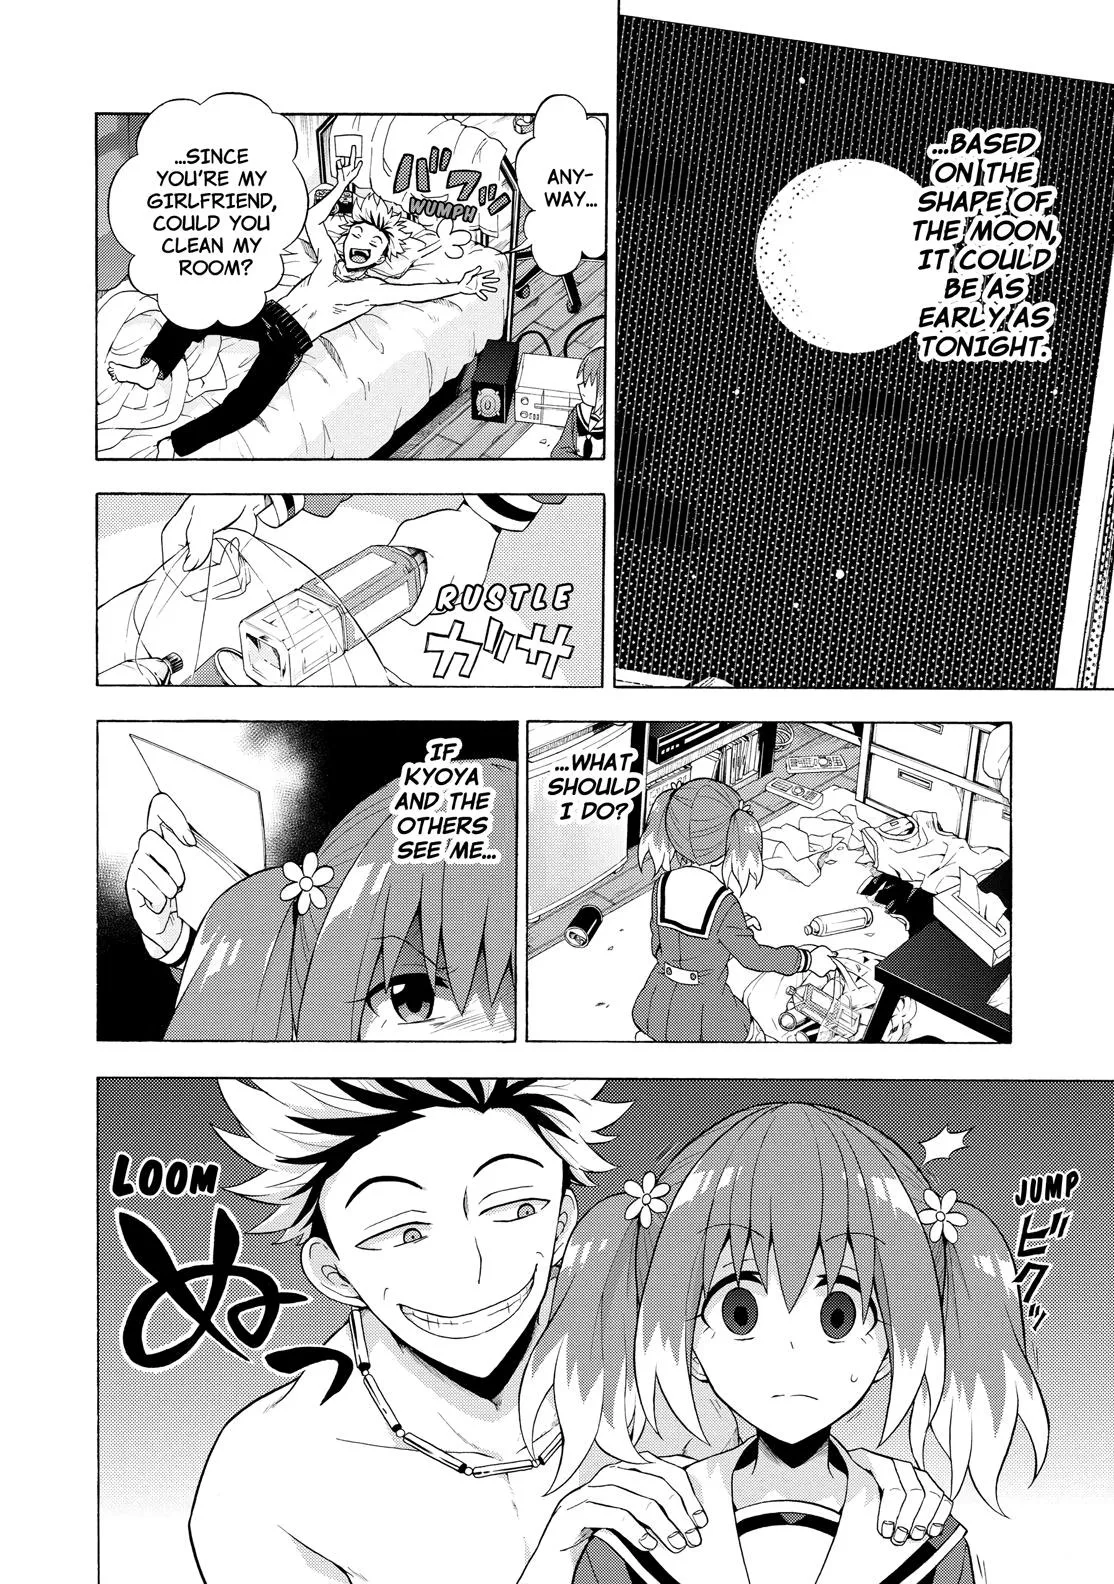 ...BASED
ON THE
SHAPE OF
THE MOON,
IT COULD
BE AS
EARLY AS
TONIGHT.
ANY-
WAY...
バフッ
WUMPH
...SINCE
YOU'RE MY
GIRLFRIEND,
COULD YOU
CLEAN MY
ROOM?
RUSTLE
ガサ
...WHAT
SHOULD
I DO?
IF
KYOYA
AND THE
OTHERS
SEE ME...
JUMP
ビクッ
LOOM
ぬっ